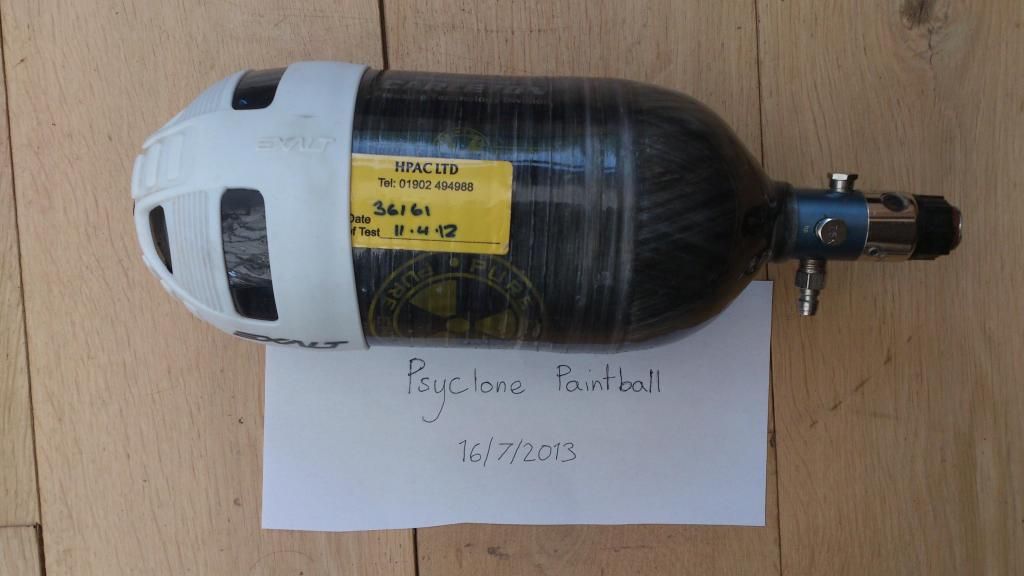 EXALT
EXALT
HPAC LTD
Tel: 01902 494988
Date 36161
of Test 11.4.12
PURE
Psyclone Paintball
16/7/2013